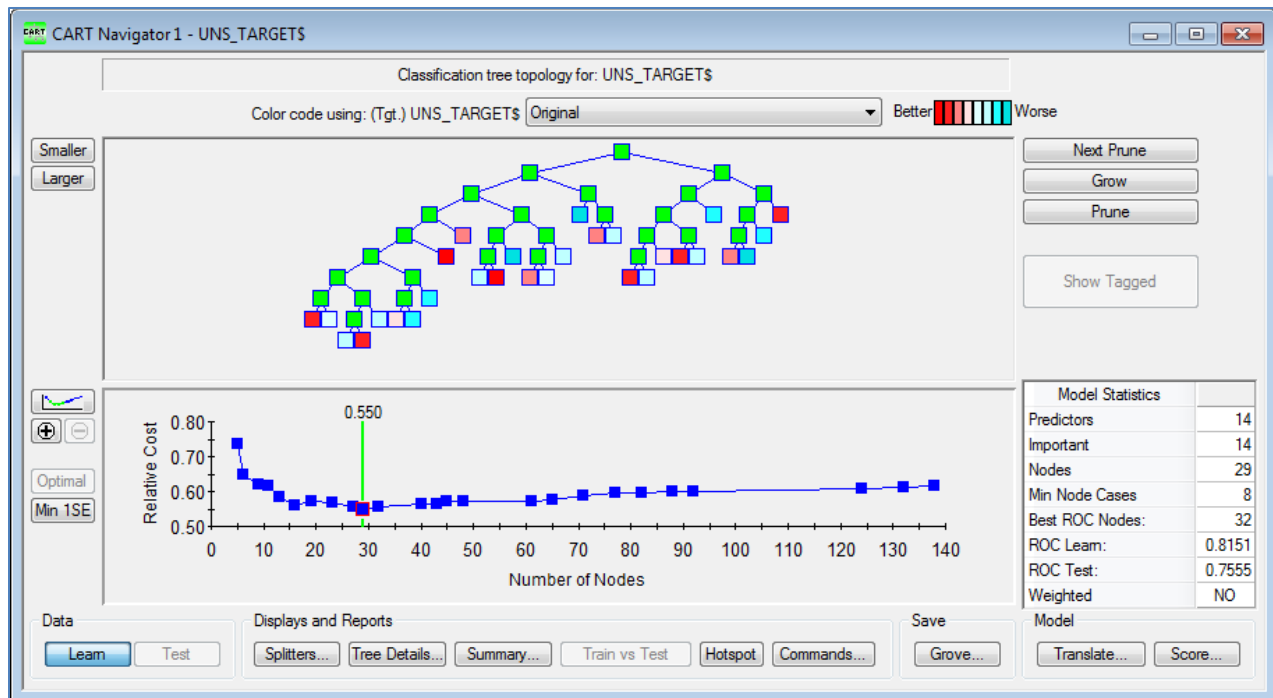 CART CART Navigator 1 - UNS_TARGET$
Classification tree topology for: UNS_TARGET$
Color code using: (Tgt.) UNS_TARGET$ Original Better Worse
Smaller
Larger
Next Prune
Grow
Prune
Show Tagged
Optimal
Min 1SE
0.550
Relative Cost
0.80
0.70
0.60
0.50
0 10 20 30 40 50 60 70 80 90 100 110 120 130 140
Number of Nodes
Model Statistics
Predictors 14
Important 14
Nodes 29
Min Node Cases 8
Best ROC Nodes: 32
ROC Learn: 0.8151
ROC Test: 0.7555
Weighted NO
Data Displays and Reports Save Model
Learn Test Splitters... Tree Details... Summary... Train vs Test Hotspot Commands... Grove... Translate... Score...